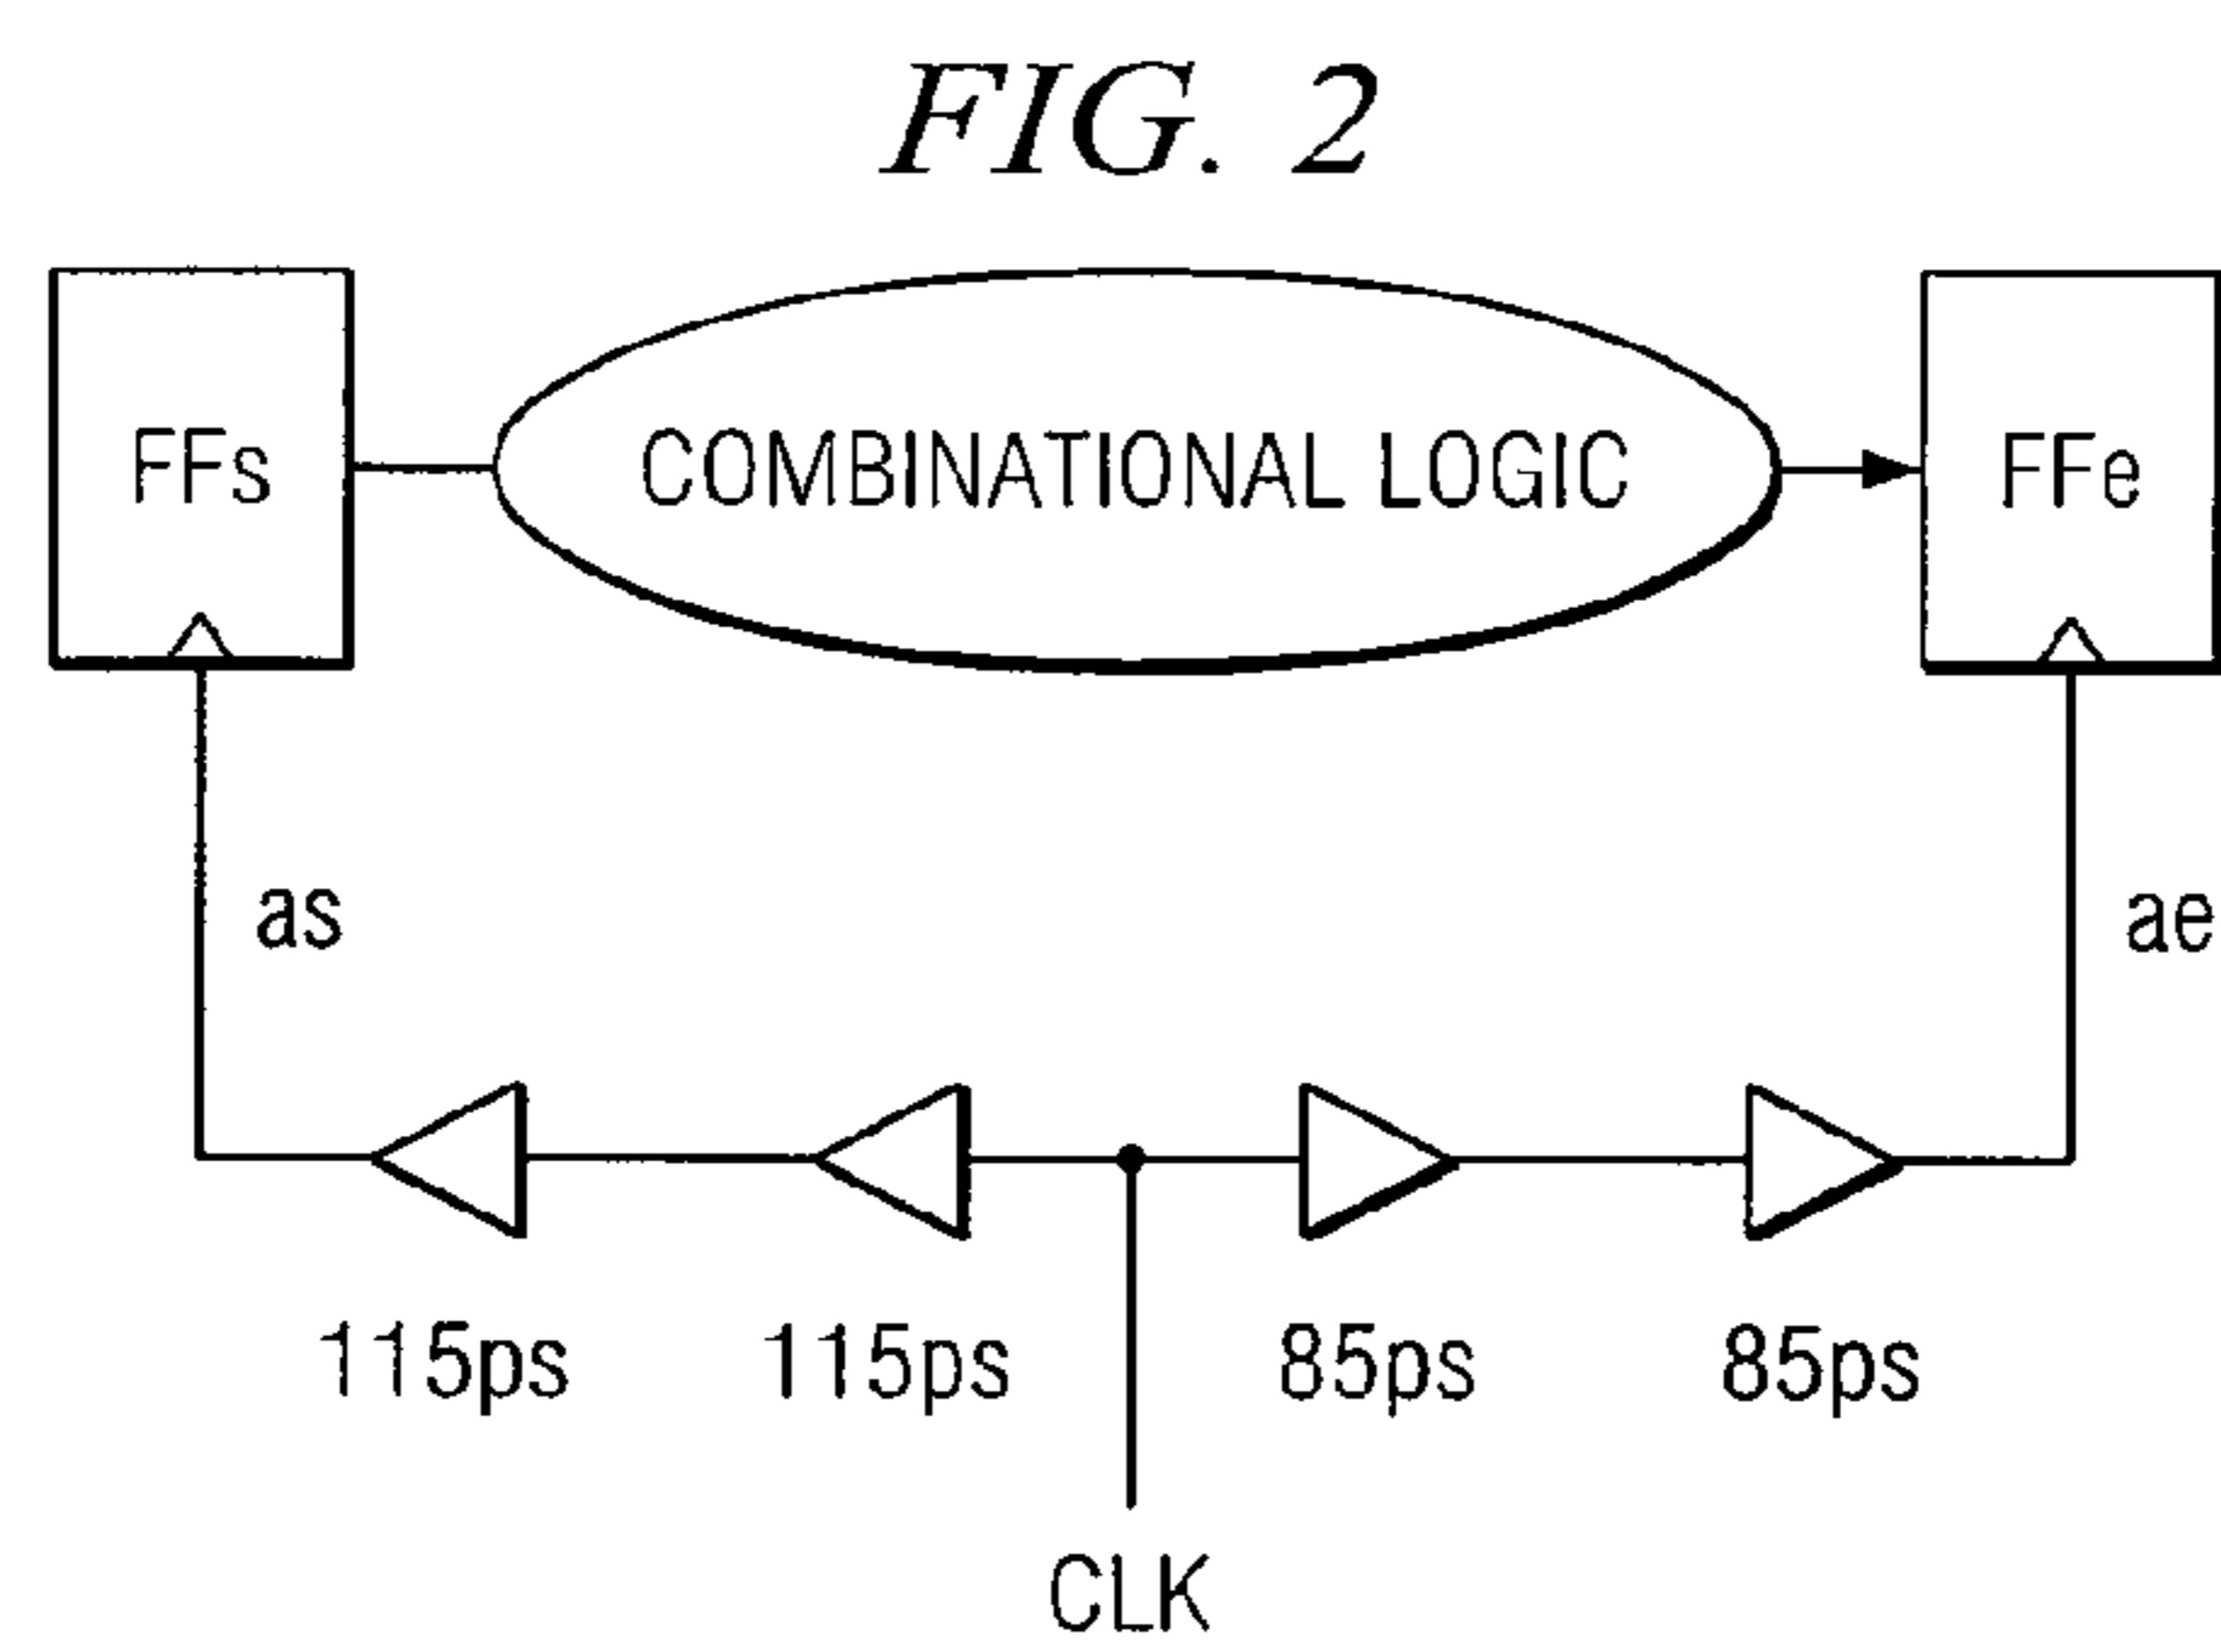 FIG. 2
FFs COMBINATIONAL LOGIC FFe
as ae
115ps 115ps 85ps 85ps
CLK